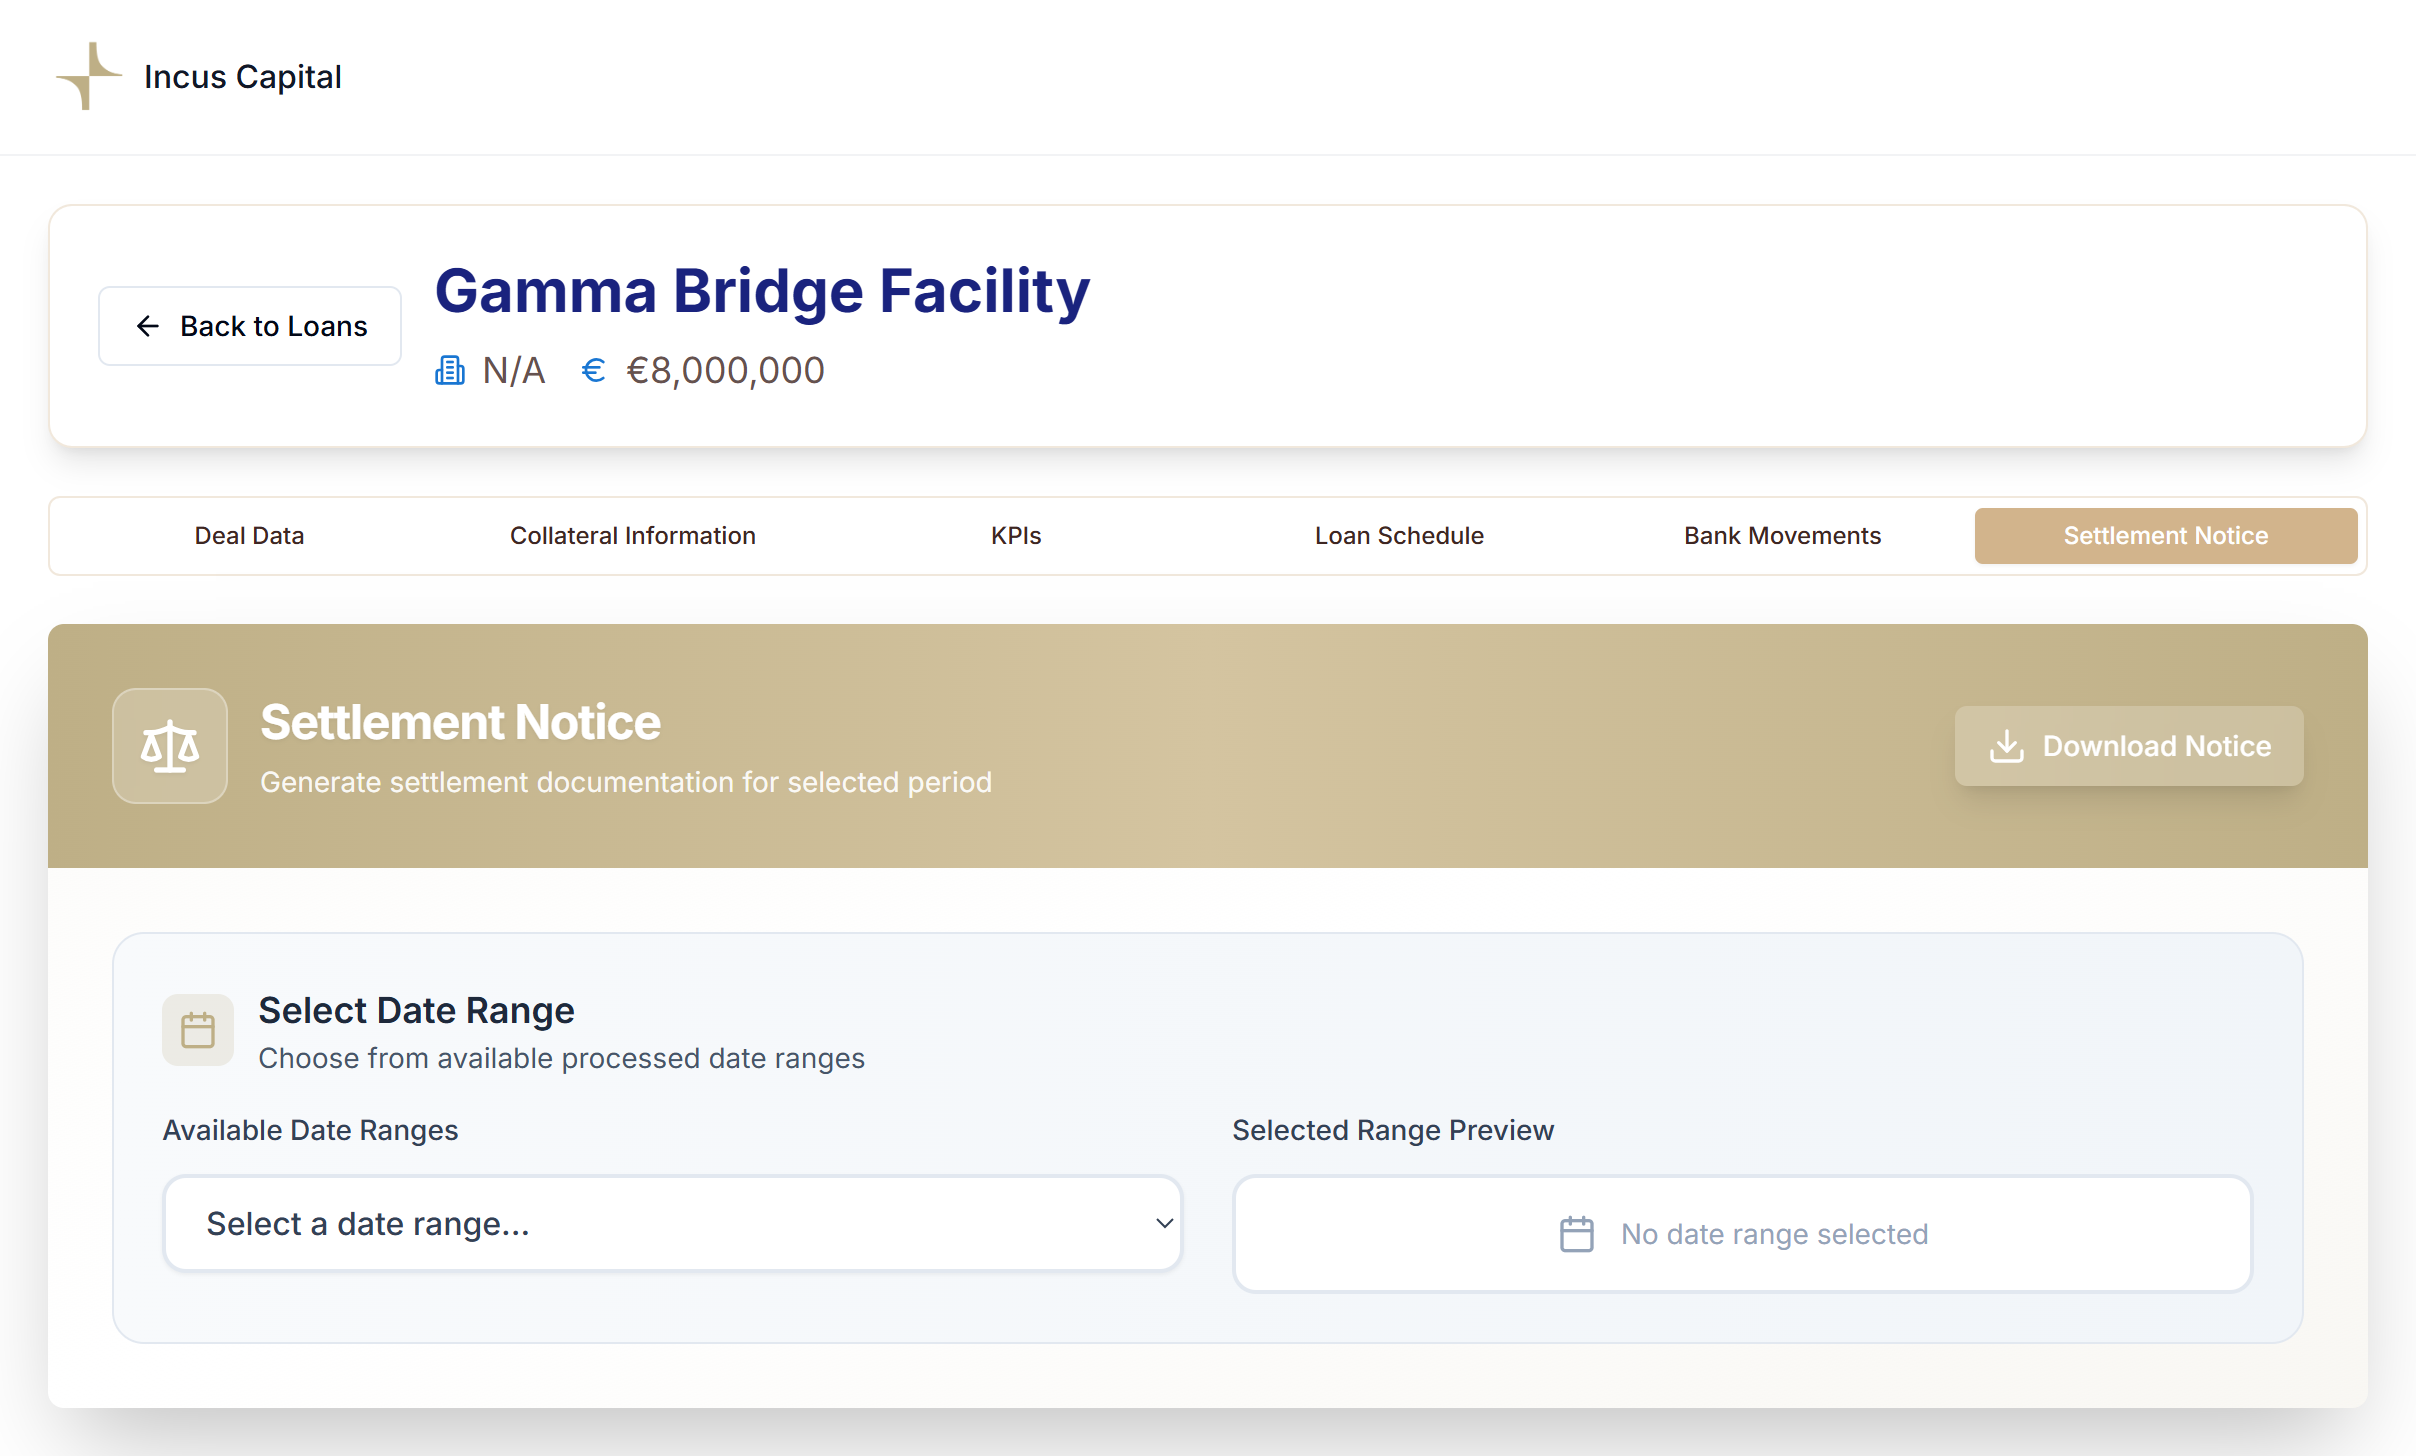 Incus Capital
Back to Loans
Gamma Bridge Facility
N/A € €8,000,000
Deal Data Collateral Information KPIs Loan Schedule Bank Movements Settlement Notice
Settlement Notice
Generate settlement documentation for selected period
Download Notice
Select Date Range
Choose from available processed date ranges
Available Date Ranges
Select a date range...
Selected Range Preview
No date range selected